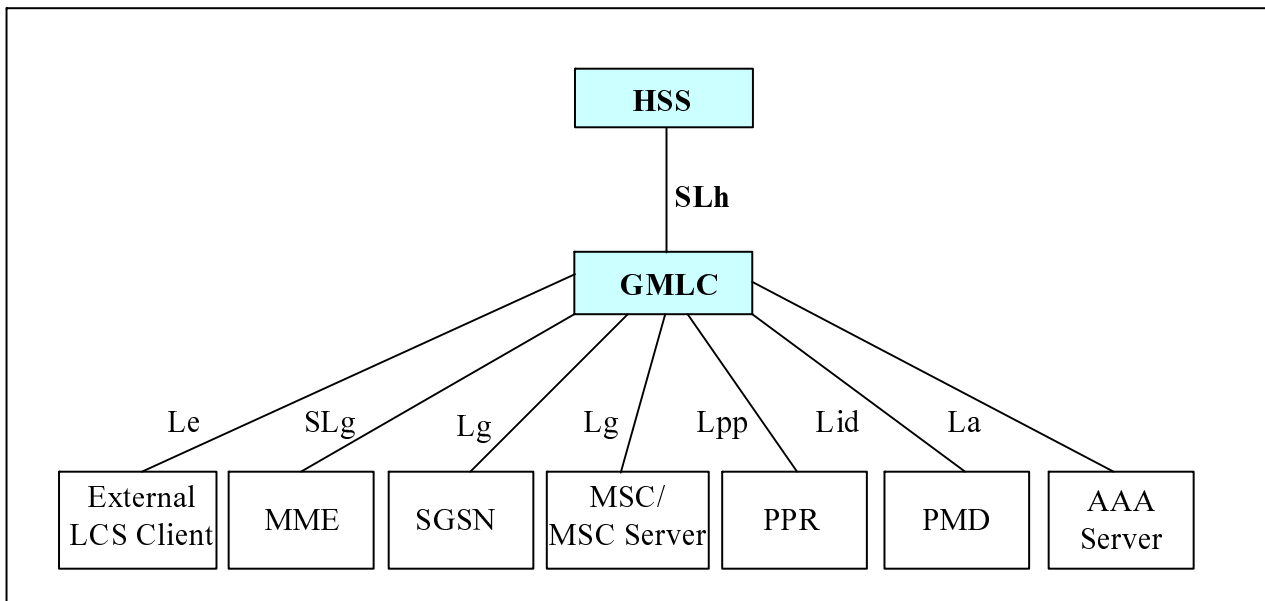 HSS
SLh
GMLC
Le
SLg
Lg
Lg
Lpp
Lid
La
External
LCS Client
MME
SGSN
MSC/
MSC Server
PPR
PMD
AAA
Server